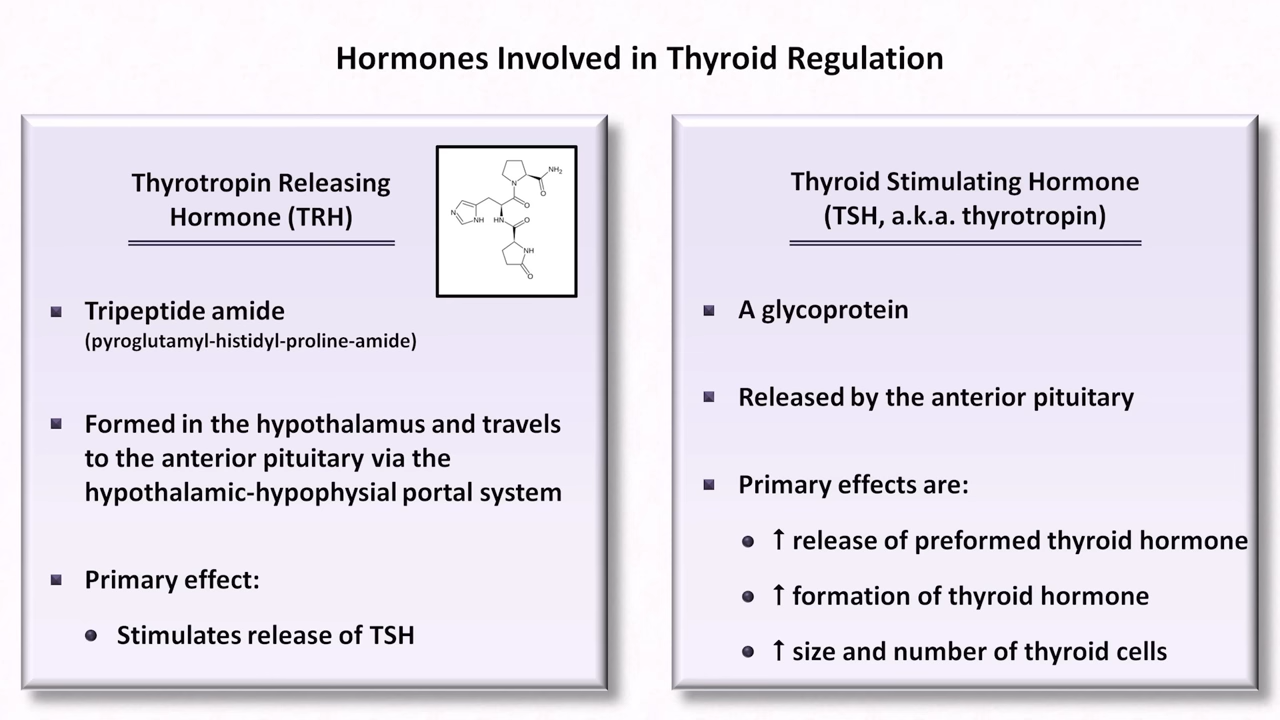 Hormones Involved in Thyroid Regulation
Thyrotropin Releasing
Hormone (TRH)
NH₂
N
O
O
N
NH
HN
O
NH
O
▪ Tripeptide amide
(pyroglutamyl-histidyl-proline-amide)
▪ Formed in the hypothalamus and travels
to the anterior pituitary via the
hypothalamic-hypophysial portal system
▪ Primary effect:
• Stimulates release of TSH
Thyroid Stimulating Hormone
(TSH, a.k.a. thyrotropin)
▪ A glycoprotein
▪ Released by the anterior pituitary
▪ Primary effects are:
• ↑ release of preformed thyroid hormone
• ↑ formation of thyroid hormone
• ↑ size and number of thyroid cells